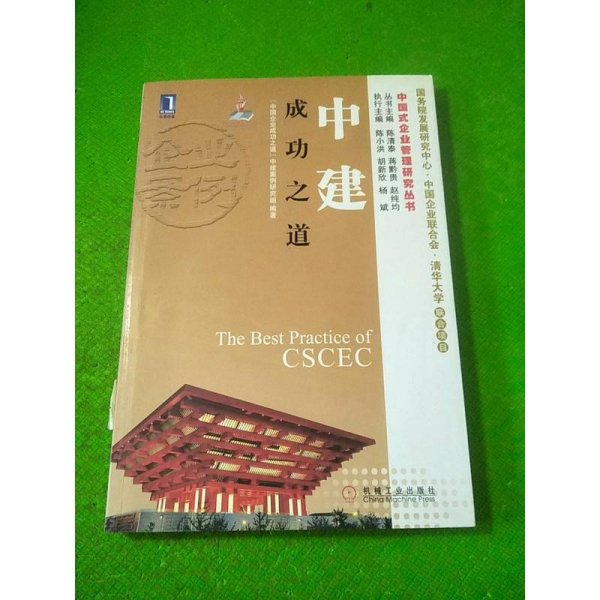 国务院发展研究中心·中国企业联合会·清华大学 联合项目
中国式企业管理研究丛书
丛书主编 陈清泰 蒋黔贵 赵纯均
执行主编 陈小洪 胡新欣 杨斌
中建
成功之道
“中国企业成功之道”中建案例研究组 编著
企业
案例
The Best Practice of
CSCEC
机械工业出版社
China Machine Press